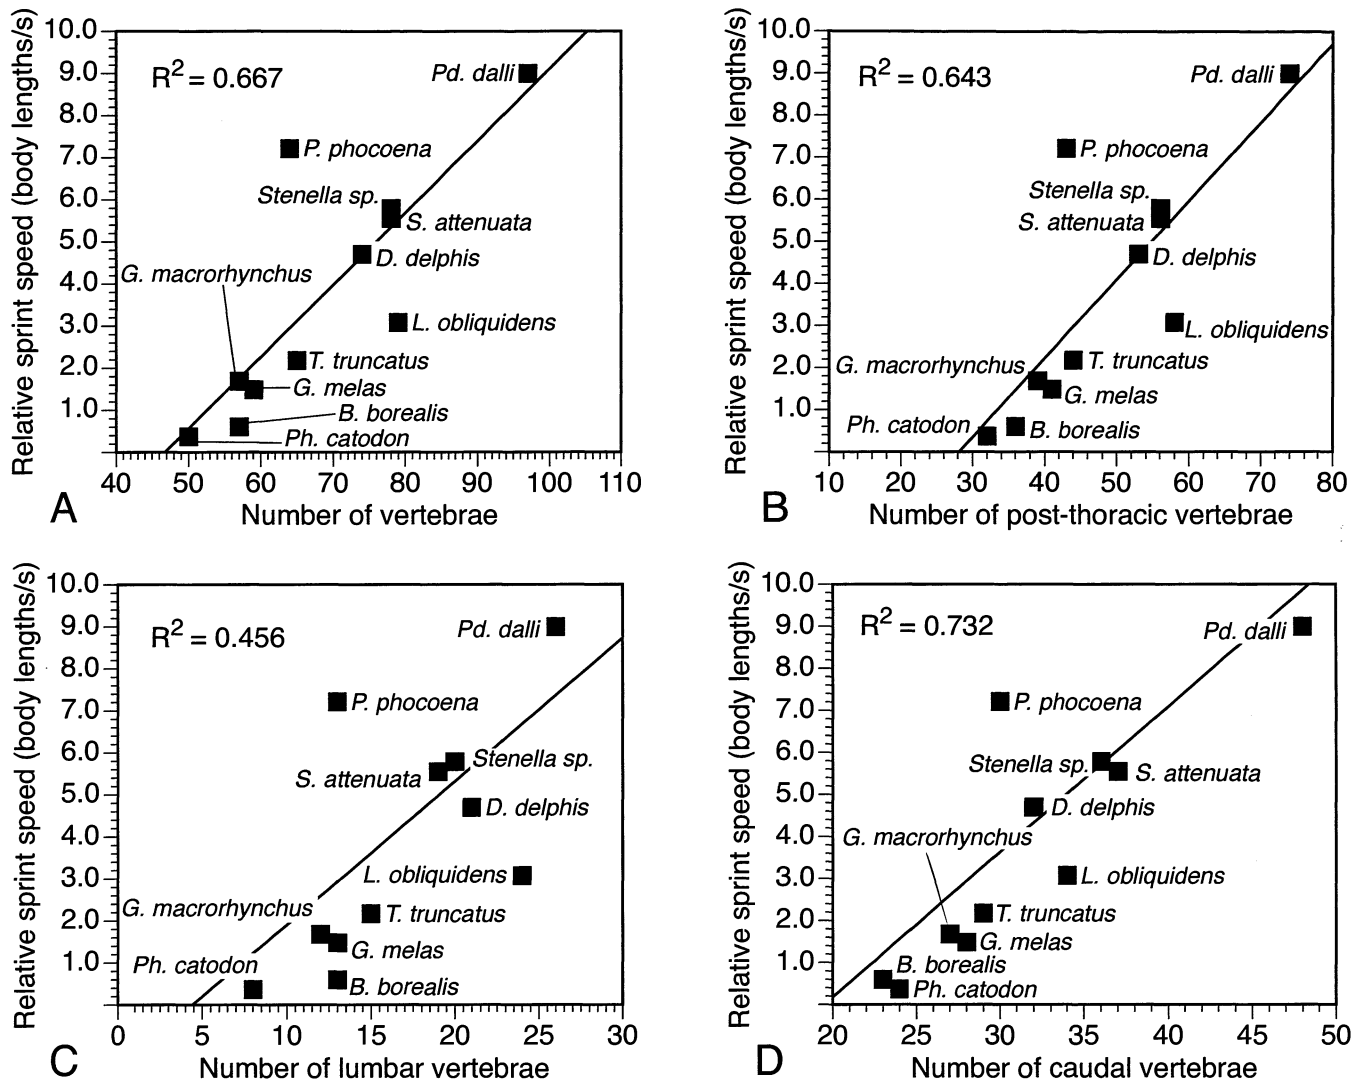 Relative sprint speed (body lengths/s)
10.0
9.0
8.0
7.0
6.0
5.0
4.0
3.0
2.0
1.0
R² = 0.667
Pd. dalli
P. phocoena
Stenella sp.
S. attenuata
D. delphis
G. macrorhynchus
L. obliquidens
T. truncatus
G. melas
B. borealis
Ph. catodon
40 50 60 70 80 90 100 110
A
Number of vertebrae
Relative sprint speed (body lengths/s)
10.0
9.0
8.0
7.0
6.0
5.0
4.0
3.0
2.0
1.0
R² = 0.643
Pd. dalli
P. phocoena
Stenella sp.
S. attenuata
D. delphis
L. obliquidens
G. macrorhynchus
T. truncatus
G. melas
Ph. catodon
B. borealis
10 20 30 40 50 60 70 80
B
Number of post-thoracic vertebrae
Relative sprint speed (body lengths/s)
10.0
9.0
8.0
7.0
6.0
5.0
4.0
3.0
2.0
1.0
R² = 0.456
Pd. dalli
P. phocoena
Stenella sp.
S. attenuata
D. delphis
L. obliquidens
G. macrorhynchus
T. truncatus
G. melas
Ph. catodon
B. borealis
0 5 10 15 20 25 30
C
Number of lumbar vertebrae
Relative sprint speed (body lengths/s)
10.0
9.0
8.0
7.0
6.0
5.0
4.0
3.0
2.0
1.0
R² = 0.732
Pd. dalli
P. phocoena
Stenella sp.
S. attenuata
D. delphis
G. macrorhynchus
L. obliquidens
T. truncatus
G. melas
B. borealis
Ph. catodon
20 25 30 35 40 45 50
D
Number of caudal vertebrae